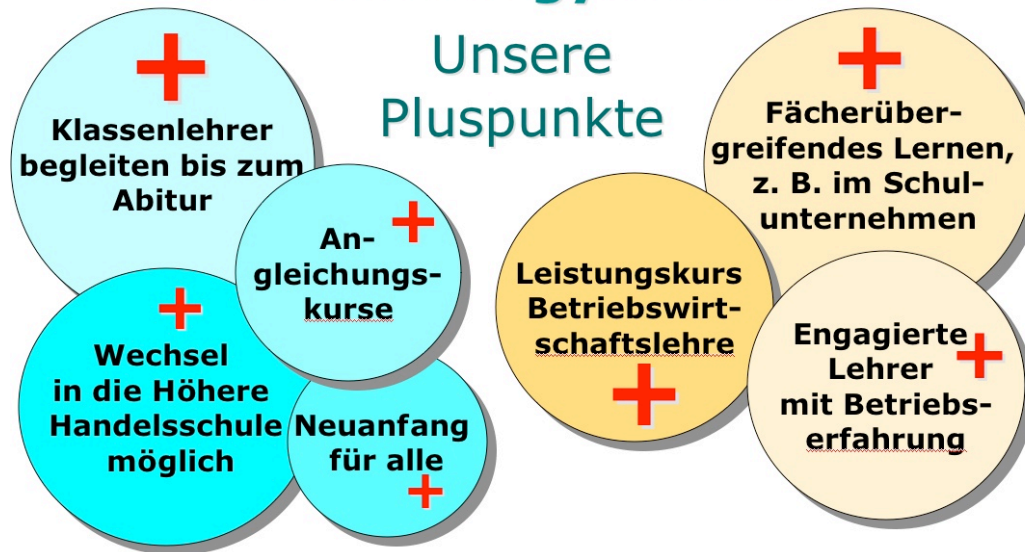 Unsere
Pluspunkte
Klassenlehrer
begleiten bis zum
Abitur
An-
gleichungs-
kurse
Wechsel
in die Höhere
Handelsschule
möglich
Neuanfang
für alle
Fächerüber-
greifendes Lernen,
z. B. im Schul-
unternehmen
Leistungskurs
Betriebswirt-
schaftslehre
Engagierte
Lehrer
mit Betriebs-
erfahrung